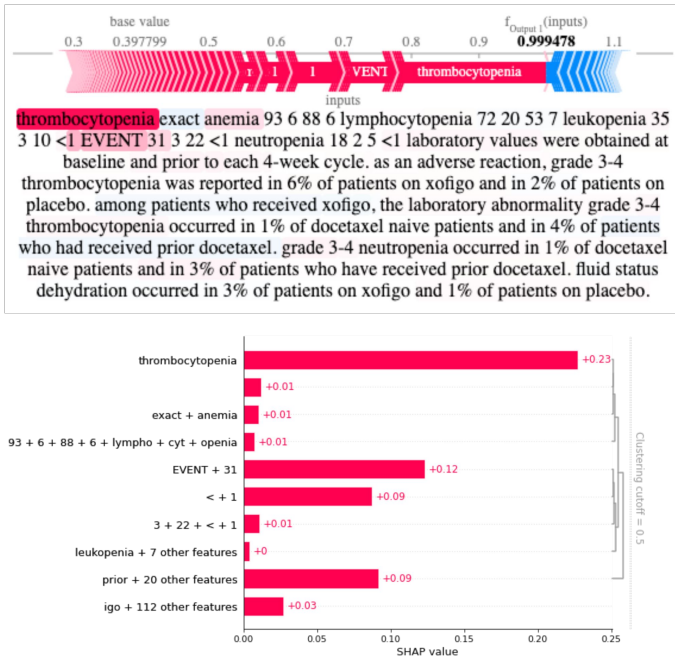 base value
f Output 1 (inputs)
0.3 0.397799 0.5 0.6 0.7 0.8 0.9 0.999478 1.1
1 1 VENT thrombocytopenia
inputs
thrombocytopenia exact anemia 93 6 88 6 lymphocytopenia 72 20 53 7 leukopenia 35
3 10 <1 EVENT 31 3 22 <1 neutropenia 18 2 5 <1 laboratory values were obtained at
baseline and prior to each 4-week cycle. as an adverse reaction, grade 3-4
thrombocytopenia was reported in 6% of patients on xofigo and in 2% of patients on
placebo. among patients who received xofigo, the laboratory abnormality grade 3-4
thrombocytopenia occurred in 1% of docetaxel naive patients and in 4% of patients
who had received prior docetaxel. grade 3-4 neutropenia occurred in 1% of docetaxel
naive patients and in 3% of patients who have received prior docetaxel. fluid status
dehydration occurred in 3% of patients on xofigo and 1% of patients on placebo.
thrombocytopenia +0.23
+0.01
exact + anemia +0.01
93 + 6 + 88 + 6 + lympho + cyt + openia +0.01
EVENT + 31 +0.12
< + 1 +0.09
3 + 22 + < + 1 +0.01
leukopenia + 7 other features +0
prior + 20 other features +0.09
igo + 112 other features +0.03
Clustering cutoff = 0.5
0.00 0.05 0.10 0.15 0.20 0.25
SHAP value